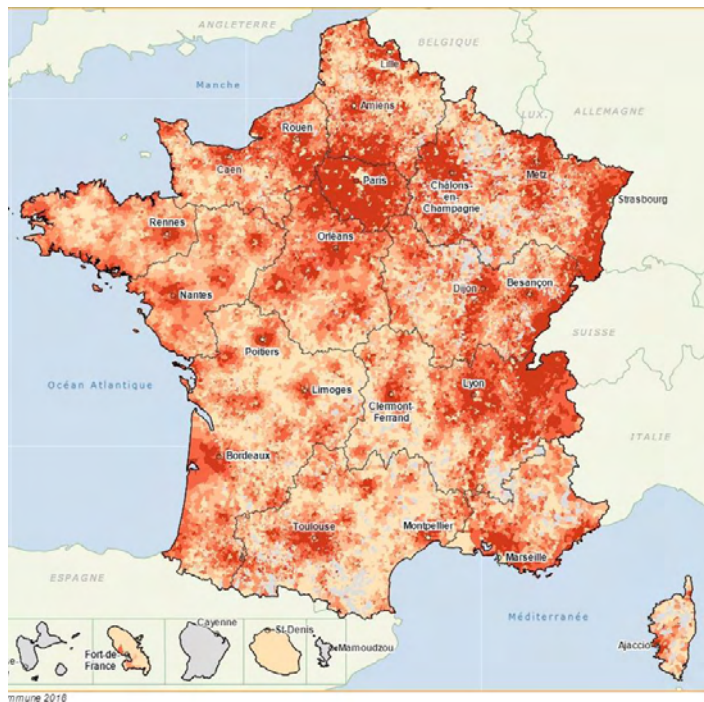 ANGLETERRE
BELGIQUE
Lille
Manche
ALLEMAGNE
LUX.
Amiens
Rouen
Caen
Paris
Châlons-
en-
Champagne
Metz
Strasbourg
Rennes
Orléans
Nantes
Dijon
Besançon
SUISSE
Poitiers
Océan Atlantique
Limoges
Clermont-
Ferrand
Lyon
ITALIE
Bordeaux
Toulouse
Montpellier
Marseille
ESPAGNE
Méditerranée
Cayenne
St-Denis
Mamoudzou
Fort-de-
France
Ajaccio
mmune 2016